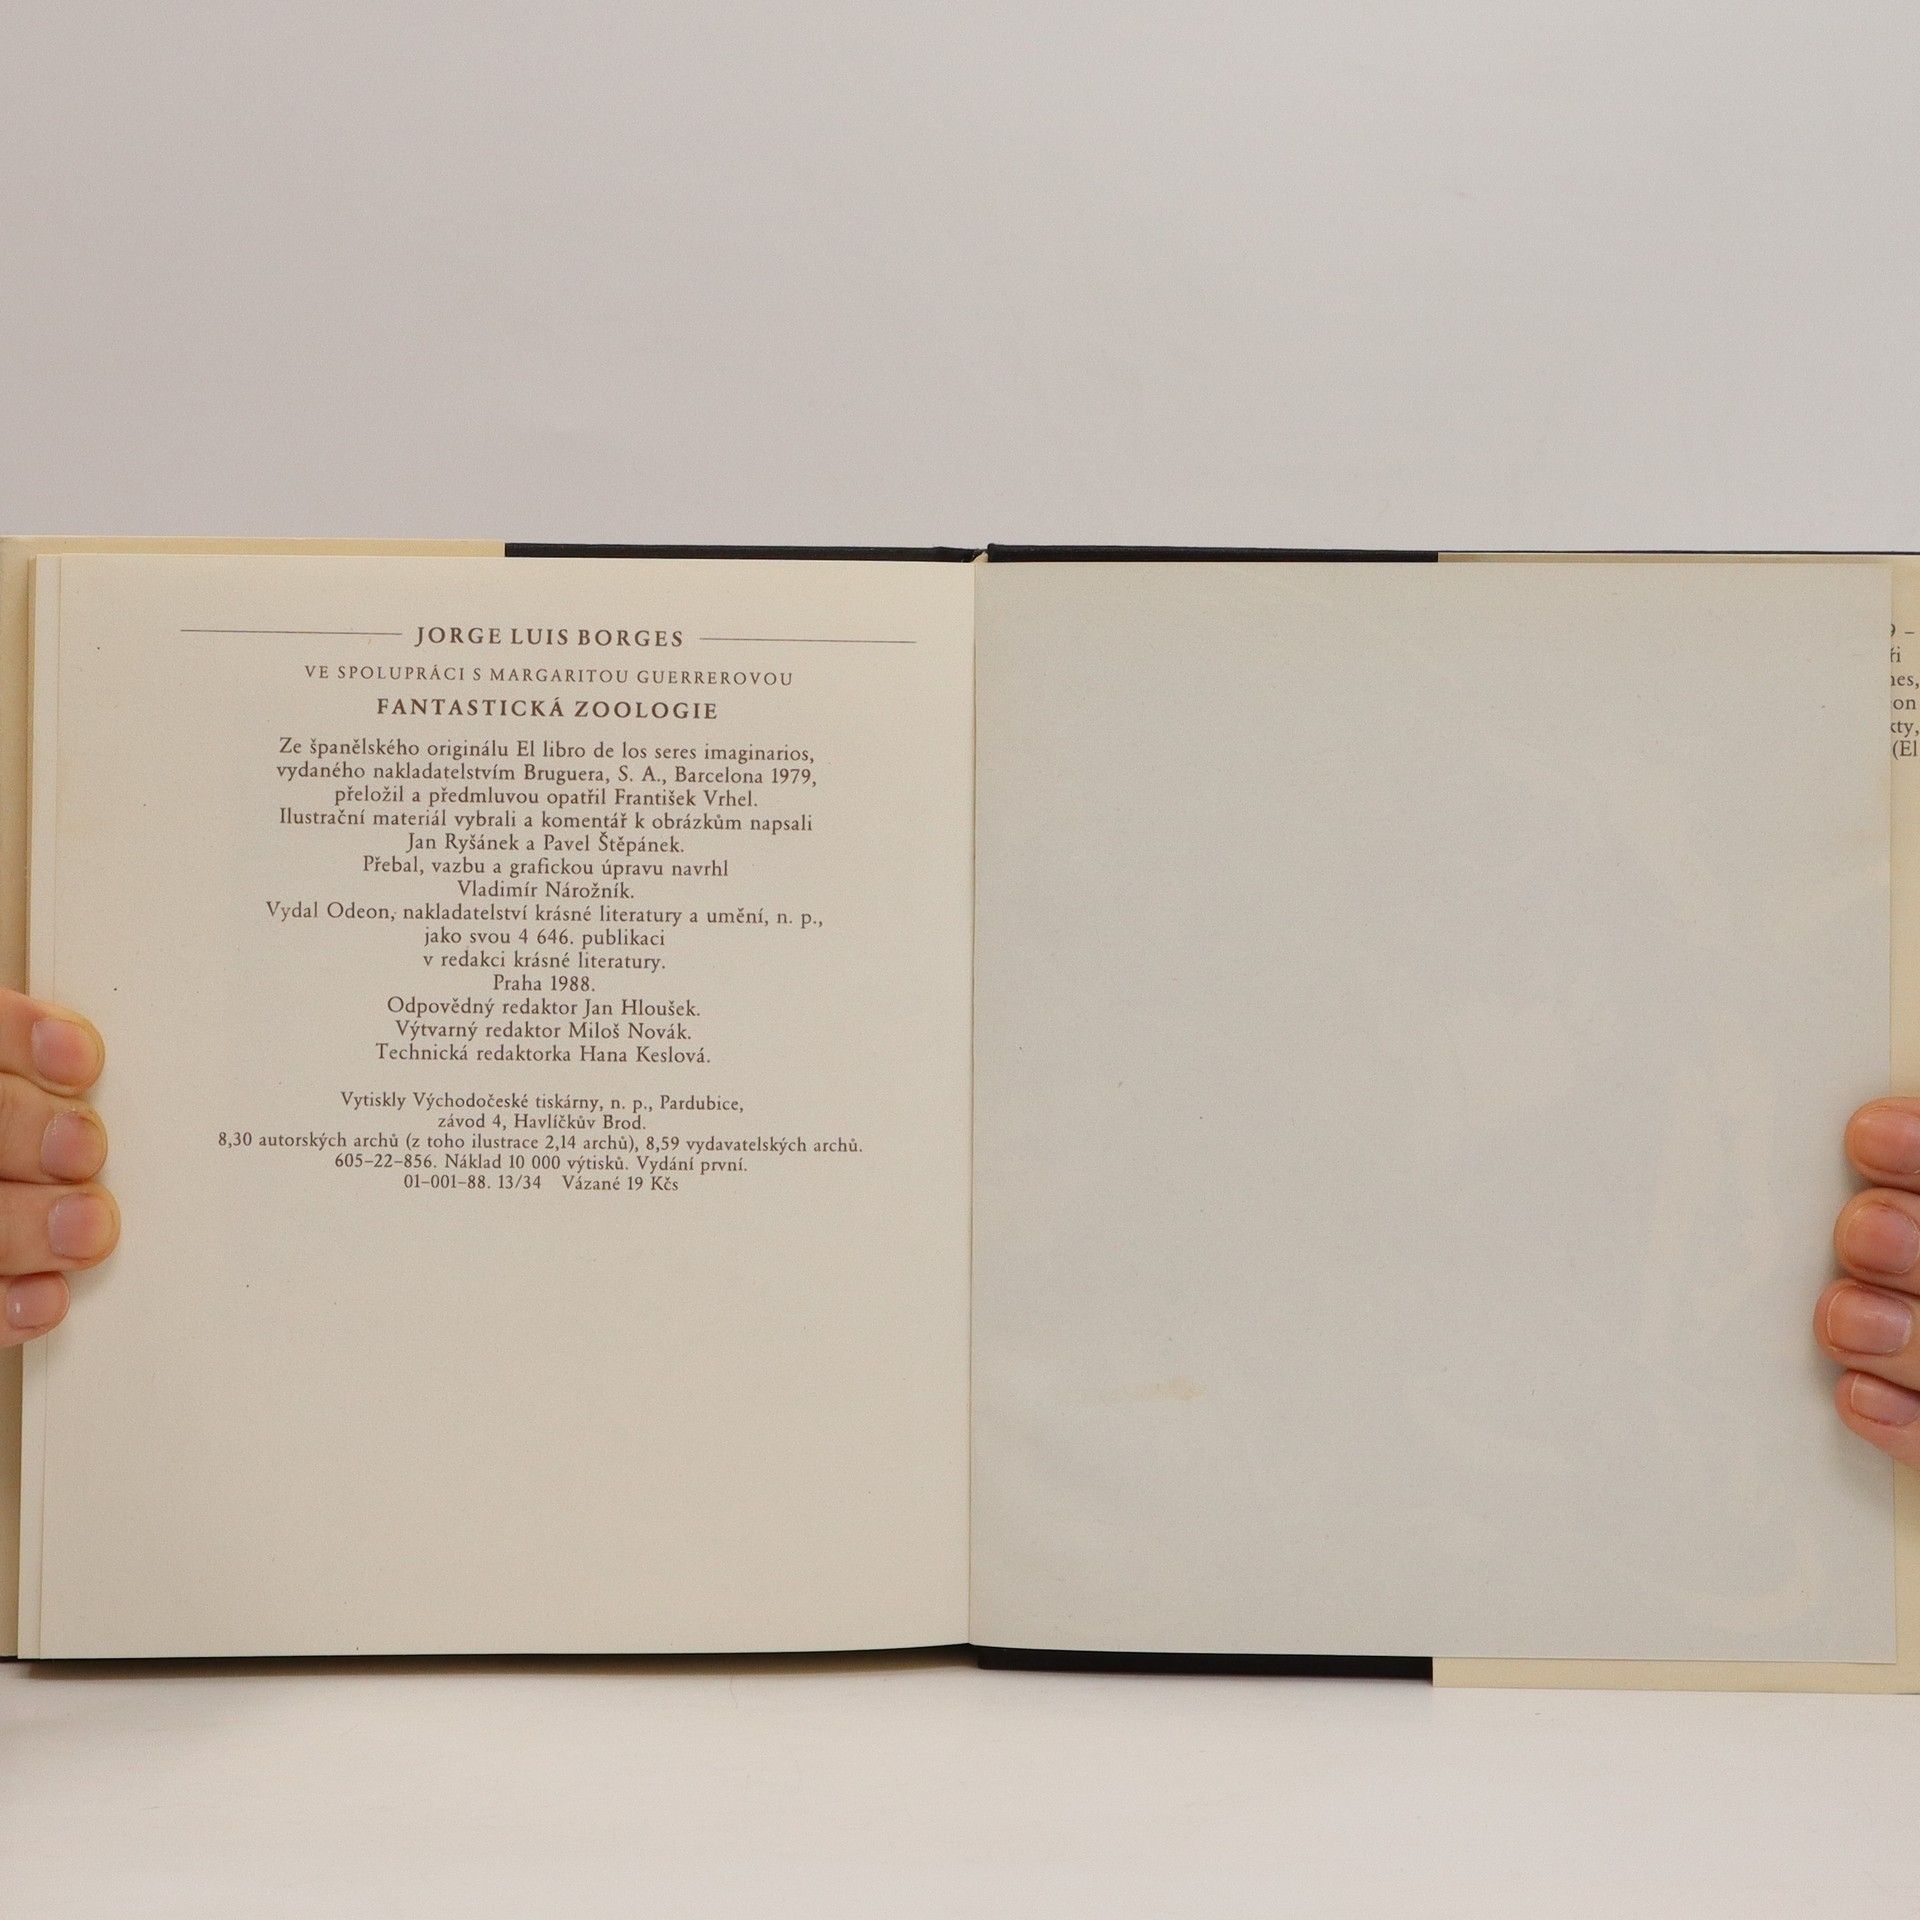 JORGE LUIS BORGES
VE SPOLUPRÁCI S MARGARITOU GUERREROVOU
FANTASTICKÁ ZOOLOGIE
Ze španělského originálu El libro de los seres imaginarios,
vydaného nakladatelstvím Bruguera, S. A., Barcelona 1979,
přeložil a předmluvou opatřil František Vrhel.
Ilustrační materiál vybrali a komentář k obrázkům napsali
Jan Ryšánek a Pavel Štěpánek.
Přebal, vazbu a grafickou úpravu navrhl
Vladimír Nárožník.
Vydal Odeon, nakladatelství krásné literatury a umění, n. p.,
jako svou 4 646. publikaci
v redakci krásné literatury.
Praha 1988.
Odpovědný redaktor Jan Hloušek.
Výtvarný redaktor Miloš Novák.
Technická redaktorka Hana Keslová.
Vytiskly Východočeské tiskárny, n. p., Pardubice,
závod 4, Havlíčkův Brod.
8,30 autorských archů (z toho ilustrace 2,14 archů), 8,59 vydavatelských archů.
605–22–856. Náklad 10 000 výtisků. Vydání první.
01–001–88. 13/34 Vázané 19 Kčs
(El